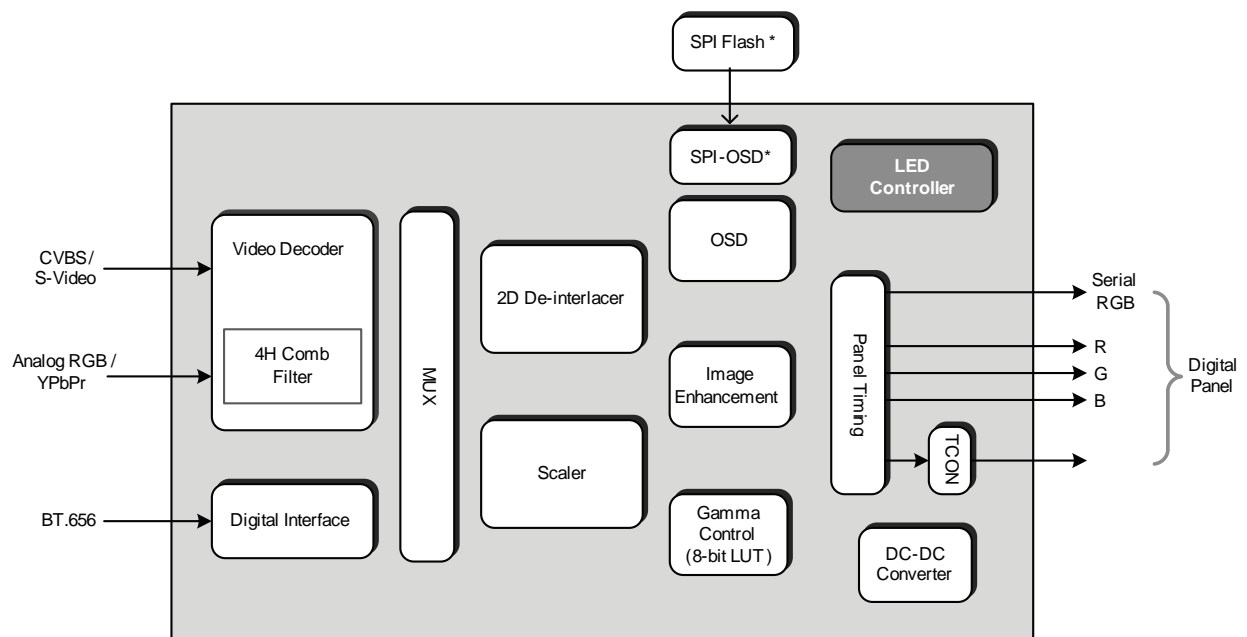 SPI Flash *
SPI-OSD*
LED
Controller
Video Decoder
OSD
CVBS/
S-Video
2D De-interlacer
Serial
RGB
4H Comb
Filter
Analog RGB /
YPbPr
MUX
Image
Enhancement
Panel Timing
R
G
B
Digital
Panel
TCON
Scaler
BT.656
Digital Interface
Gamma
Control
(8-bit LUT)
DC-DC
Converter